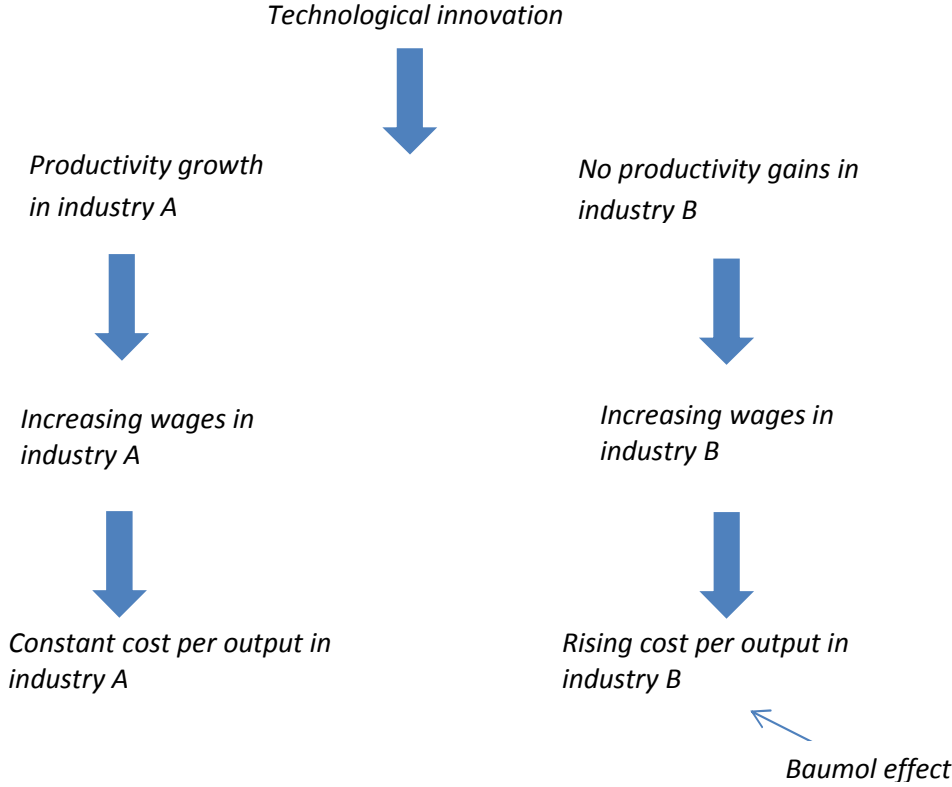 Technological innovation
Productivity growth
in industry A
No productivity gains in
industry B
Increasing wages in
industry A
Increasing wages in
industry B
Constant cost per output in
industry A
Rising cost per output in
industry B
Baumol effect